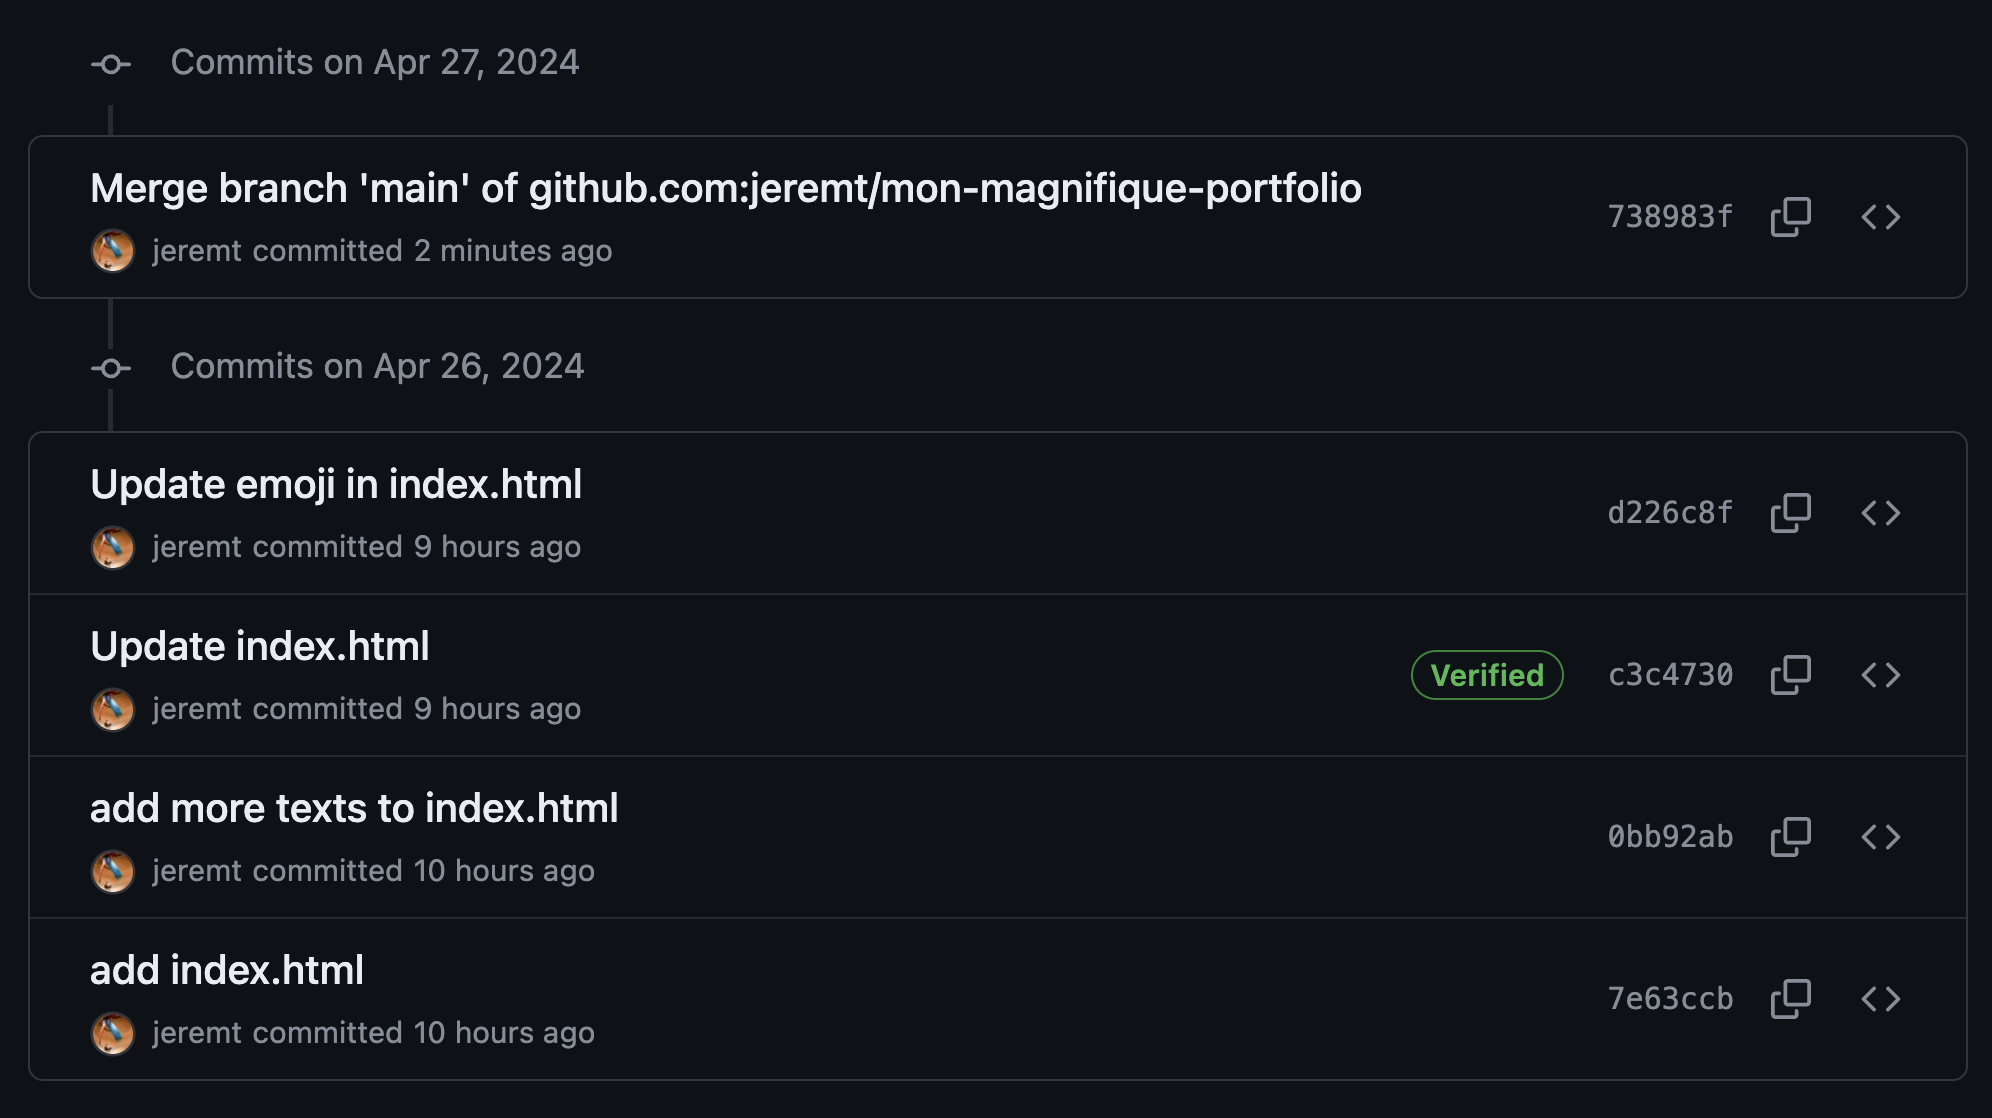 Commits on Apr 27, 2024
Merge branch 'main' of github.com:jeremt/mon-magnifique-portfolio
738983f
jeremt committed 2 minutes ago
Commits on Apr 26, 2024
Update emoji in index.html
d226c8f
jeremt committed 9 hours ago
Update index.html
Verified
c3c4730
jeremt committed 9 hours ago
add more texts to index.html
0bb92ab
jeremt committed 10 hours ago
add index.html
7e63ccb
jeremt committed 10 hours ago